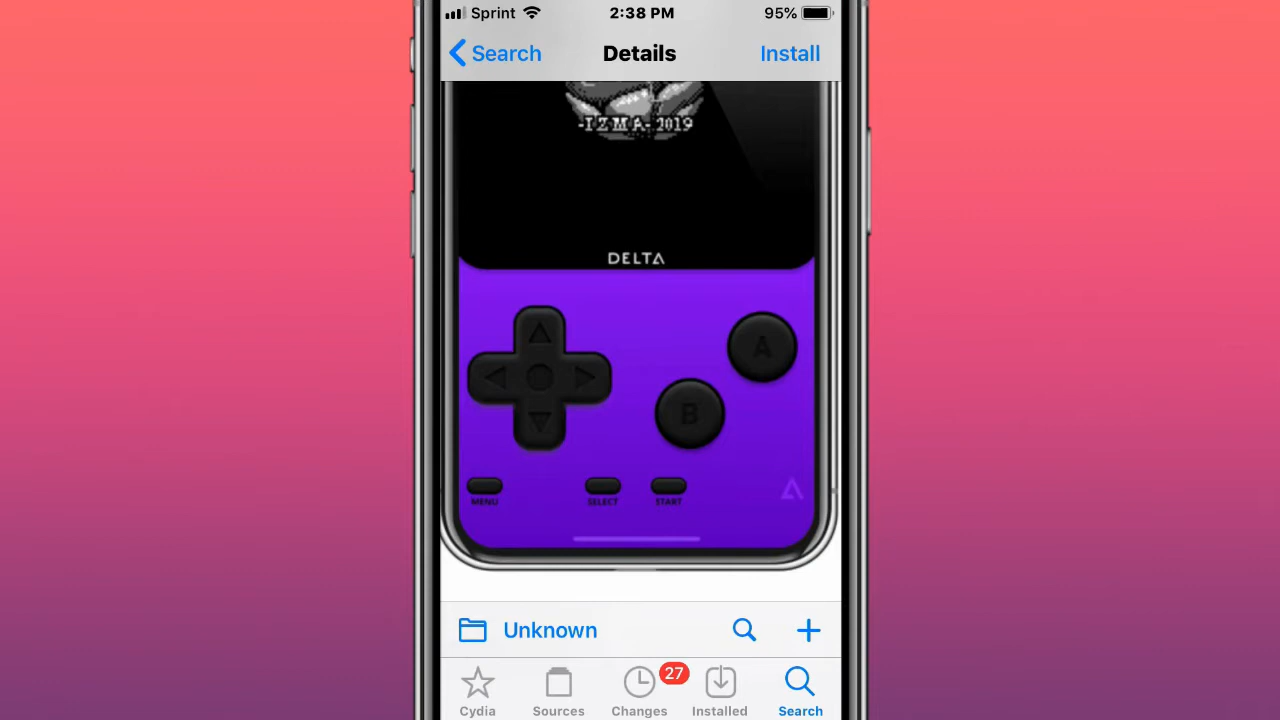 Sprint 2:38 PM 95%
Search Details Install
-IZMA- 2019
DELTA
A
B
MENU SELECT START
Unknown
27
Cydia Sources Changes Installed Search